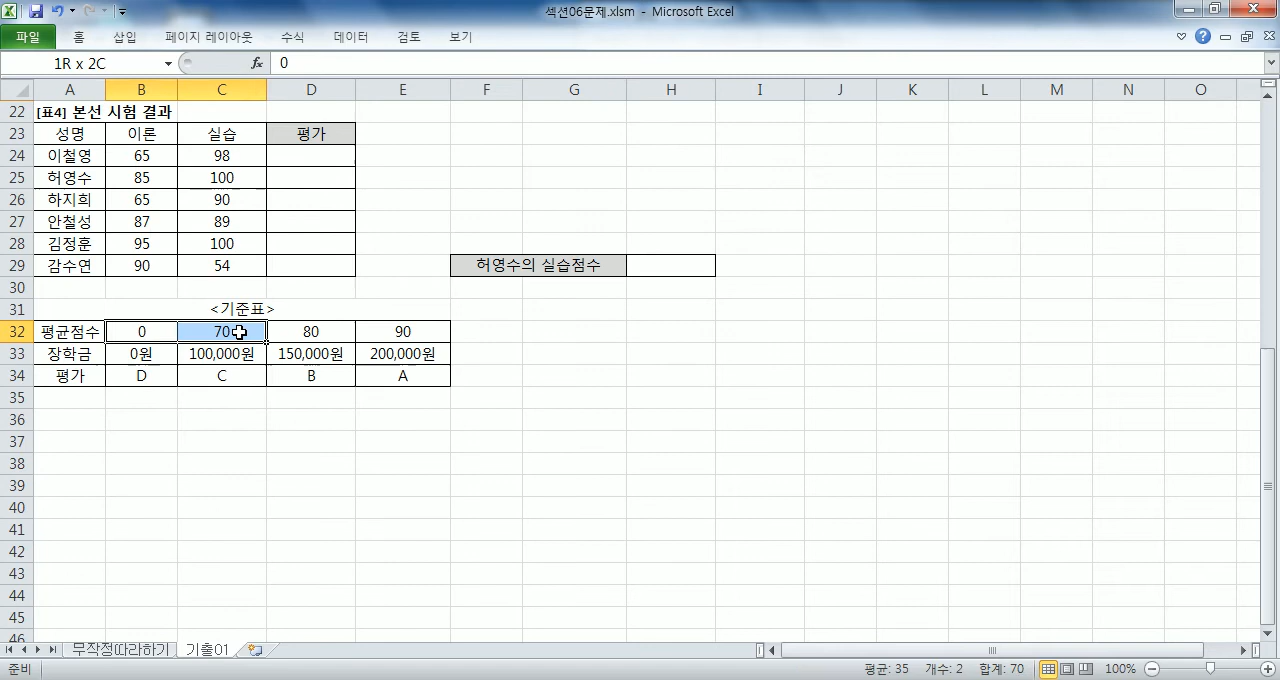 섹션06문제.xlsm - Microsoft Excel
파일 홈 삽입 페이지 레이아웃 수식 데이터 검토 보기
1R x 2C fx 0
A B C D E F G H I J K L M N O
22 [표4] 본선 시험 결과
23 성명 이론 실습 평가
24 이철영 65 98
25 허영수 85 100
26 하지희 65 90
27 안철성 87 89
28 김정훈 95 100
29 감수연 90 54 허영수의 실습점수
30
31 <기준표>
32 평균점수 0 70 80 90
33 장학금 0원 100,000원 150,000원 200,000원
34 평가 D C B A
35
36
37
38
39
40
41
42
43
44
45
46
무작정따라하기 기출01
준비 평균: 35 개수: 2 합계: 70 100%